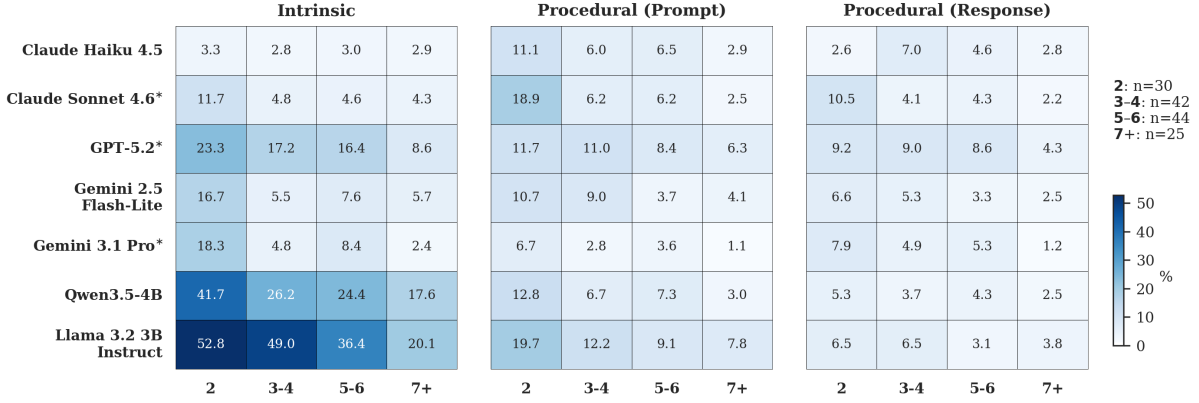 Intrinsic Procedural (Prompt) Procedural (Response)
Claude Haiku 4.5 3.3 2.8 3.0 2.9 11.1 6.0 6.5 2.9 2.6 7.0 4.6 2.8
Claude Sonnet 4.6* 11.7 4.8 4.6 4.3 18.9 6.2 6.2 2.5 10.5 4.1 4.3 2.2
GPT-5.2* 23.3 17.2 16.4 8.6 11.7 11.0 8.4 6.3 9.2 9.0 8.6 4.3
Gemini 2.5
Flash-Lite 16.7 5.5 7.6 5.7 10.7 9.0 3.7 4.1 6.6 5.3 3.3 2.5
Gemini 3.1 Pro* 18.3 4.8 8.4 2.4 6.7 2.8 3.6 1.1 7.9 4.9 5.3 1.2
Qwen3.5-4B 41.7 26.2 24.4 17.6 12.8 6.7 7.3 3.0 5.3 3.7 4.3 2.5
Llama 3.2 3B
Instruct 52.8 49.0 36.4 20.1 19.7 12.2 9.1 7.8 6.5 6.5 3.1 3.8
2 3-4 5-6 7+ 2 3-4 5-6 7+ 2 3-4 5-6 7+
2: n=30
3–4: n=42
5–6: n=44
7+: n=25
50
40
30
20
10
0
%